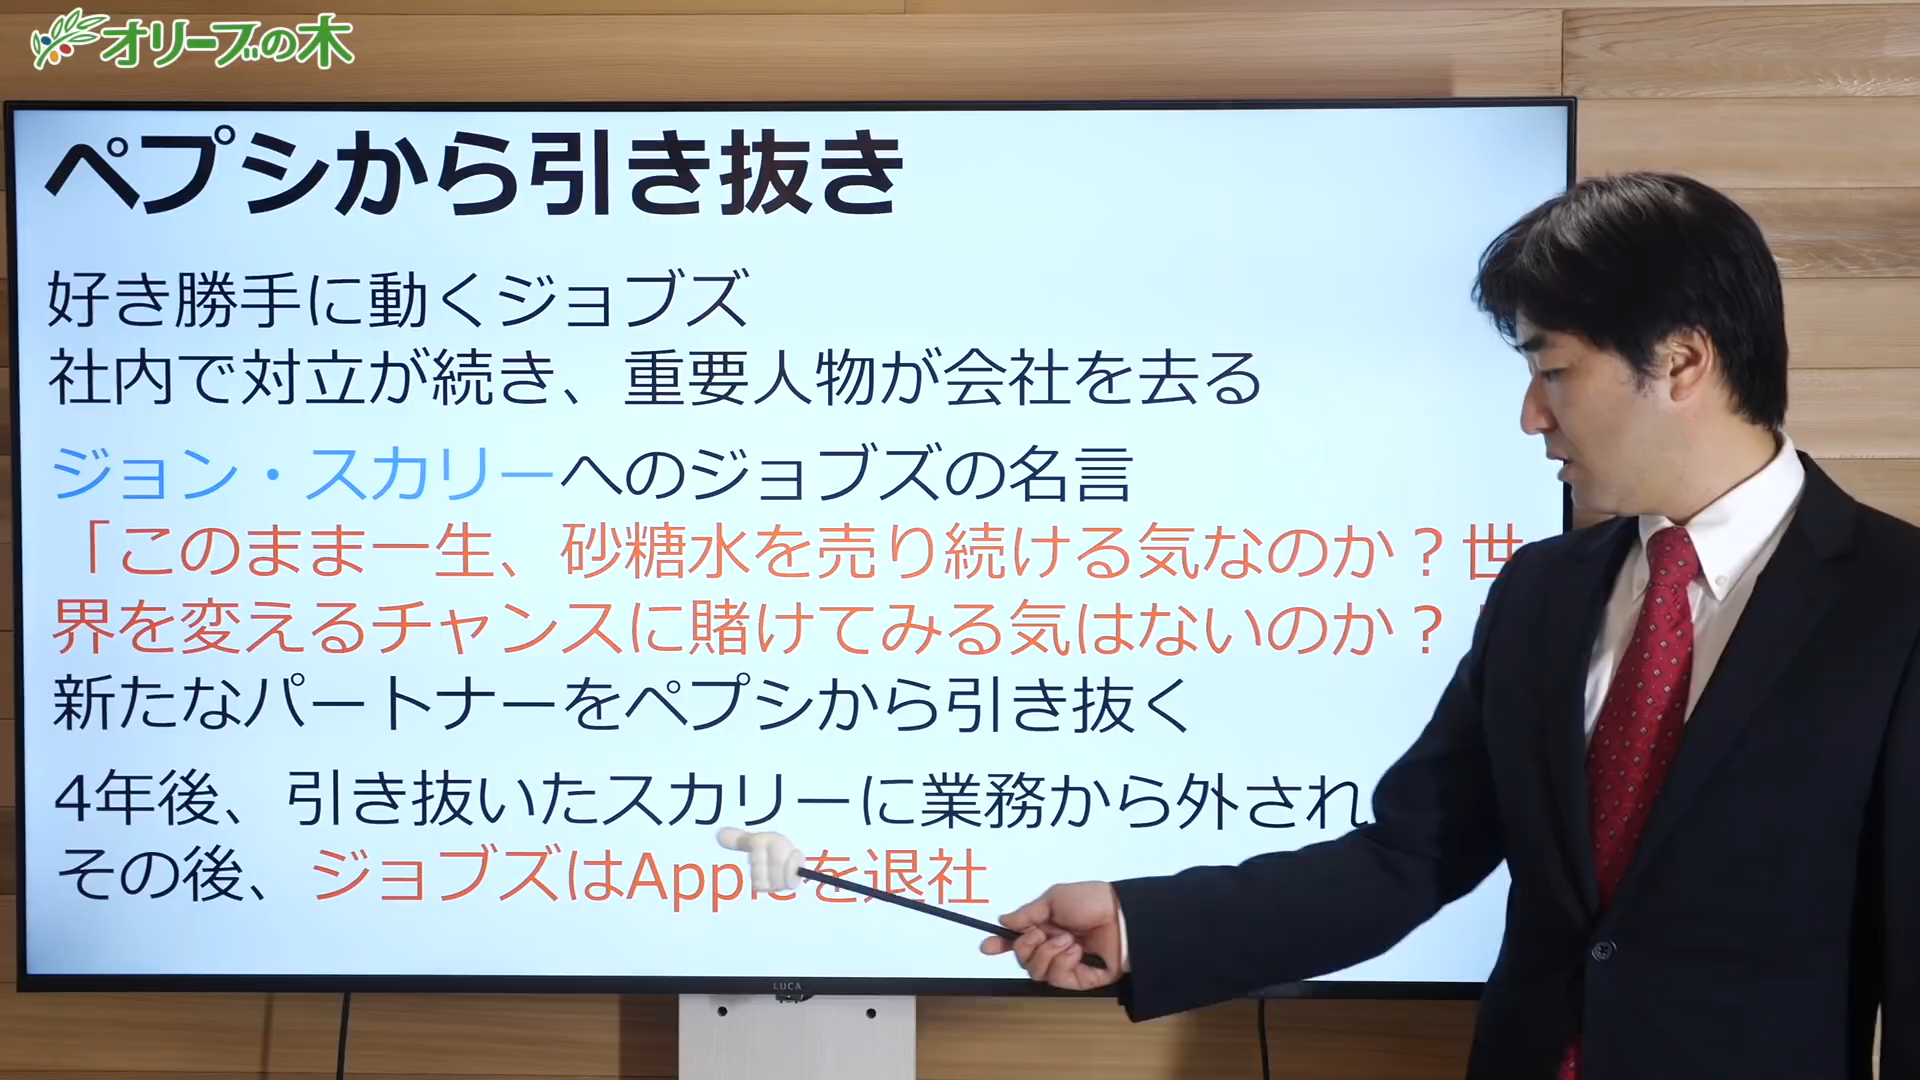 オリーブの木
ペプシから引き抜き
好き勝手に動くジョブズ
社内で対立が続き、重要人物が会社を去る
ジョン・スカリーへのジョブズの名言
「このまま一生、砂糖水を売り続ける気なのか？世
界を変えるチャンスに賭けてみる気はないのか？
新たなパートナーをペプシから引き抜く
4年後、引き抜いたスカリーに業務から外され
その後、ジョブズはAppleを退社
LUCA